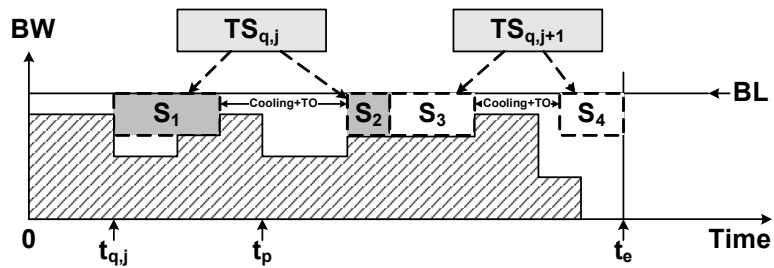 TSq,j
TSq,j+1
BW
S1
Cooling+TO
S2
S3
Cooling+TO
S4
BL
0
tq,j
tp
te
Time